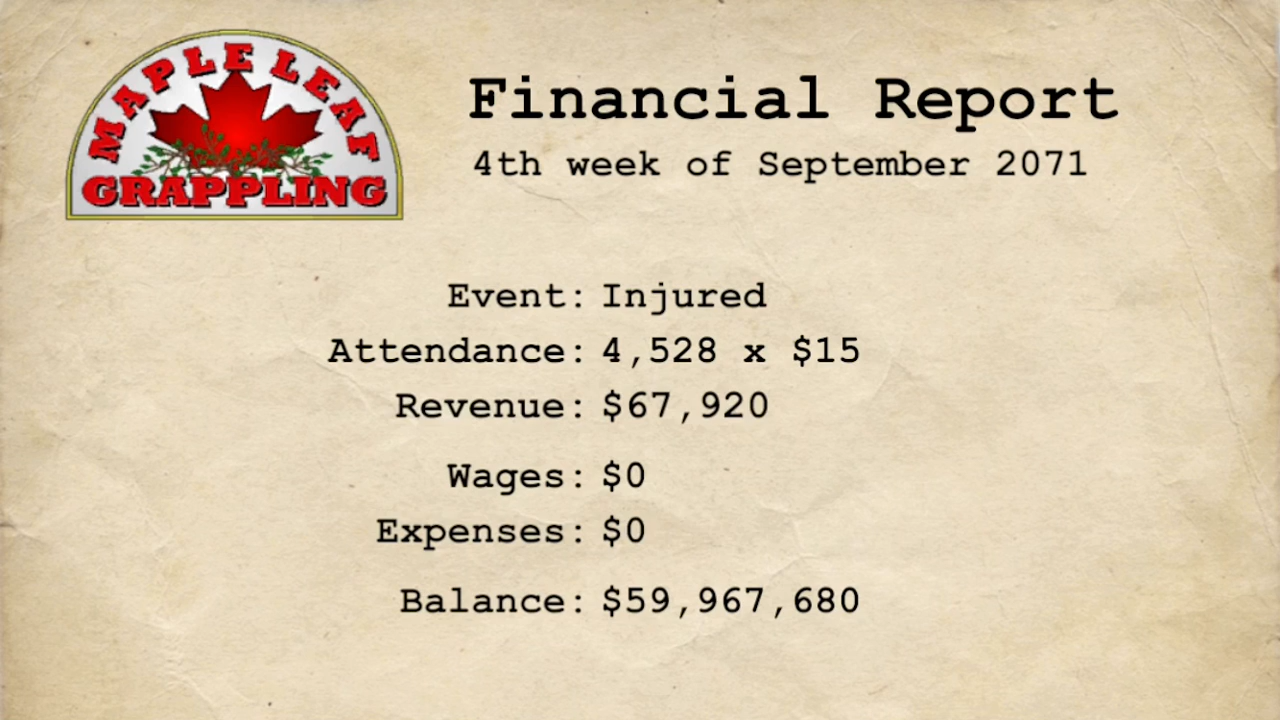 MAPLE LEAF
GRAPPLING
Financial Report
4th week of September 2071
Event: Injured
Attendance: 4,528 x $15
Revenue: $67,920
Wages: $0
Expenses: $0
Balance: $59,967,680